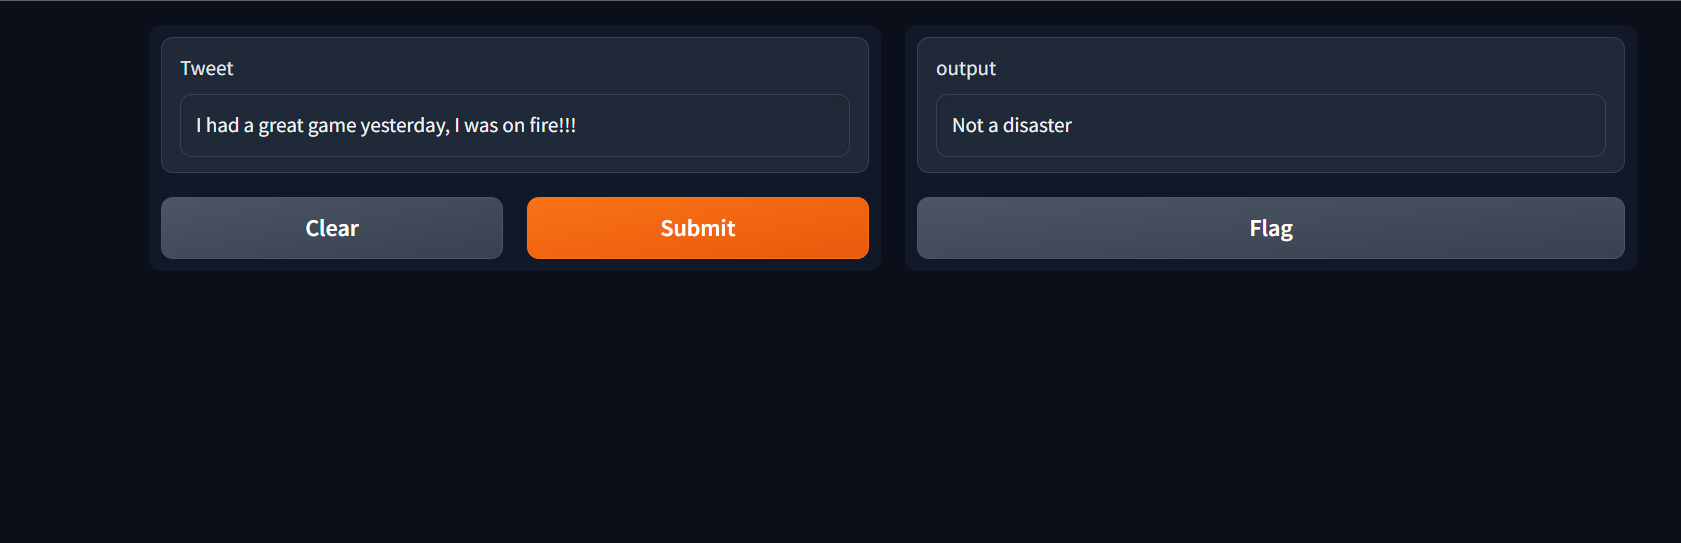 Tweet
I had a great game yesterday, I was on fire!!!
Clear
Submit
output
Not a disaster
Flag